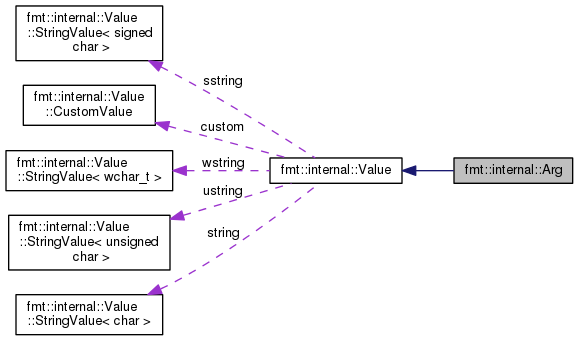 fmt::internal::Value
::StringValue< signed
char >
sstring
fmt::internal::Value
::CustomValue
custom
fmt::internal::Value
::StringValue< wchar_t >
wstring
fmt::internal::Value
fmt::internal::Arg
ustring
fmt::internal::Value
::StringValue< unsigned
char >
string
fmt::internal::Value
::StringValue< char >